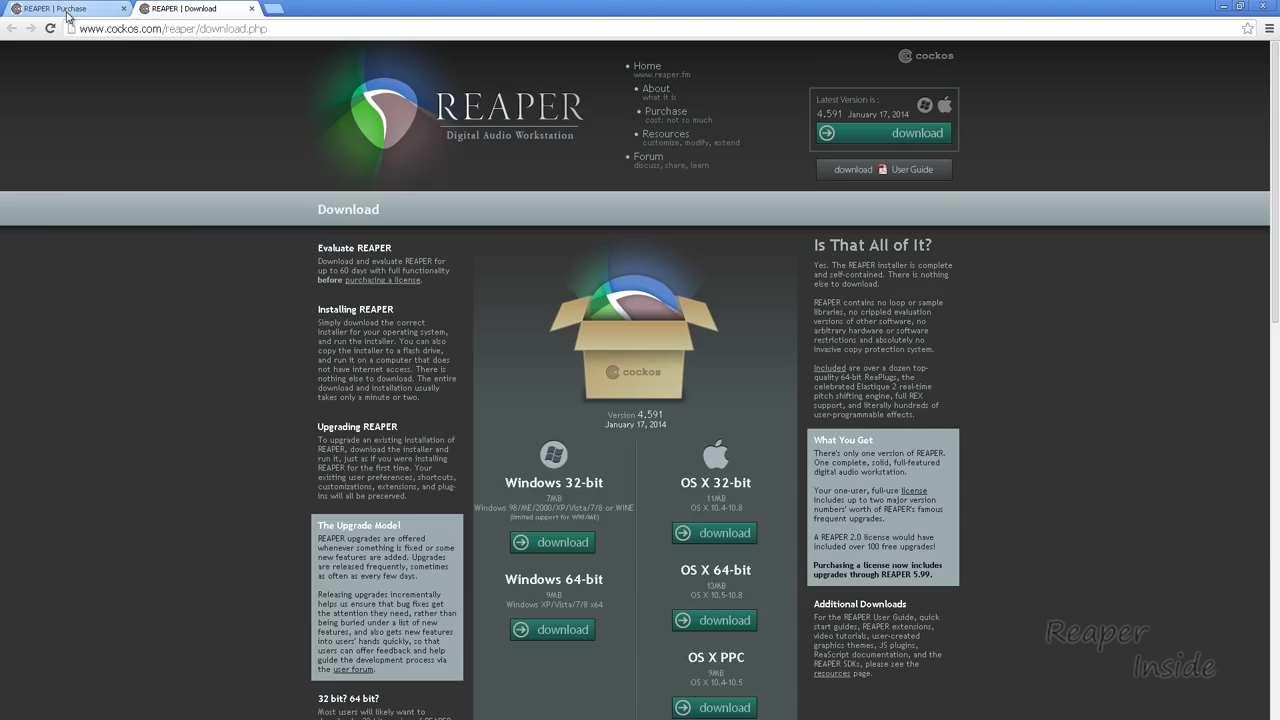 REAPER | Purchase
REAPER | Download
www.cockos.com/reaper/download.php
REAPER
Digital Audio Workstation
Home
www.reaper.fm
About
what it is
Purchase
cost: not so much
Resources
customize, modify, extend
Forum
discuss, share, learn
cockos
Latest Version is :
4.591 January 17, 2014
download
download User Guide
Download
Evaluate REAPER
Download and evaluate REAPER for
up to 60 days with full functionality
before purchasing a license.
Installing REAPER
Simply download the correct
installer for your operating system,
and run the installer. You can also
copy the installer to a flash drive,
and run it on a computer that does
not have internet access. There is
nothing else to download. The entire
download and installation usually
takes only a minute or two.
Upgrading REAPER
To upgrade an existing installation of
REAPER, download the installer and
run it, just as if you were installing
REAPER for the first time. Your
existing user preferences, shortcuts,
customizations, extensions, and plug-
ins will all be preserved.
The Upgrade Model
REAPER upgrades are offered
whenever something is fixed or some
new features are added. Upgrades
are released frequently, sometimes
as often as every few days.
Releasing upgrades incrementally
helps us ensure that bug fixes get
the attention they need, rather than
being buried under a list of new
features, and also gets new features
into users' hands quickly, so that
users can offer feedback and help
guide the development process via
the user forum.
32 bit? 64 bit?
Most users will likely want to
cockos
Version 4.591
January 17, 2014
Windows 32-bit
7MB
Windows 98/ME/2000/XP/Vista/7/8 or WINE
(limited support for W98/ME)
download
Windows 64-bit
9MB
Windows XP/Vista/7/8 x64
download
OS X 32-bit
11MB
OS X 10.4-10.8
download
OS X 64-bit
13MB
OS X 10.5-10.8
download
OS X PPC
9MB
OS X 10.4-10.5
download
Is That All of It?
Yes. The REAPER installer is complete
and self-contained. There is nothing
else to download.
REAPER contains no loop or sample
libraries, no crippled evaluation
versions of other software, no
arbitrary hardware or software
restrictions and absolutely no
invasive copy protection system.
Included are over a dozen top-
quality 64-bit ReaPlugs, the
celebrated Elastique 2 real-time
pitch shifting engine, full REX
support, and literally hundreds of
user-programmable effects.
What You Get
There's only one version of REAPER.
One complete, solid, full-featured
digital audio workstation.
Your one-user, full-use license
includes up to two major version
numbers' worth of REAPER's famous
frequent upgrades.
A REAPER 2.0 license would have
included over 100 free upgrades!
Purchasing a license now includes
upgrades through REAPER 5.99.
Additional Downloads
For the REAPER User Guide, quick
start guides, REAPER extensions,
video tutorials, user-created
graphics themes, JS plugins,
ReaScript documentation, and the
REAPER SDKs, please see the
resources page.
Reaper
Inside